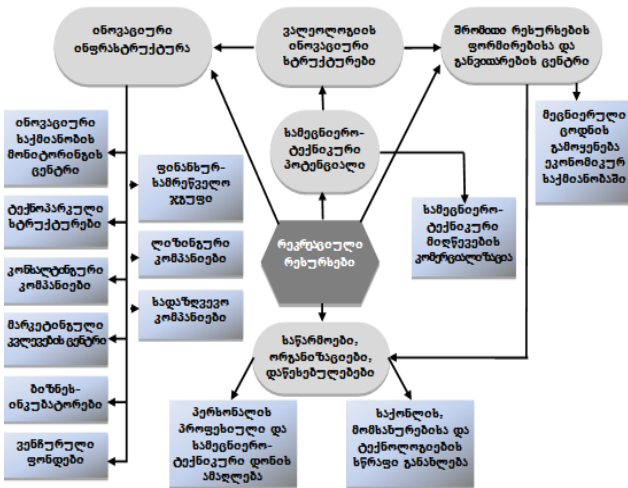 ინოვაციური
ინფრასტრუქტურა
ვალეოლოგიის
ინოვაციური
სტრუქტურები
შრომითი რესურსების
ფორმირებისა და
განვითარების ცენტრი
ინოვაციური
საქმიანობის
მონიტორინგის
ცენტრი
ფინანსურ-
სამრეწველო
ჯგუფი
სამეცნიერო-
ტექნიკური
პოტენციალი
მეცნიერული
ცოდნის
გამოყენება
ეკონომიკურ
საქმიანობაში
ტექნოპარკული
სტრუქტურები
ლიზინგური
კომპანიები
რეკრეაციული
რესურსები
სამეცნიერო-
ტექნიკური
მიღწევების
კომერციალიზაცია
კონსალტინგური
კომპანიები
სადაზღვევო
კომპანიები
მარკეტინგული
კვლევების ცენტრი
საწარმოები,
ორგანიზაციები,
დაწესებულებები
ბიზნეს-
ინკუბატორები
პერსონალის
პროფესიული და
სამეცნიერო-
ტექნიკური დონის
ამაღლება
საქონლის,
მომსახურებისა და
ტექნოლოგიების
სწრაფი განახლება
ვენჩურული
ფონდები